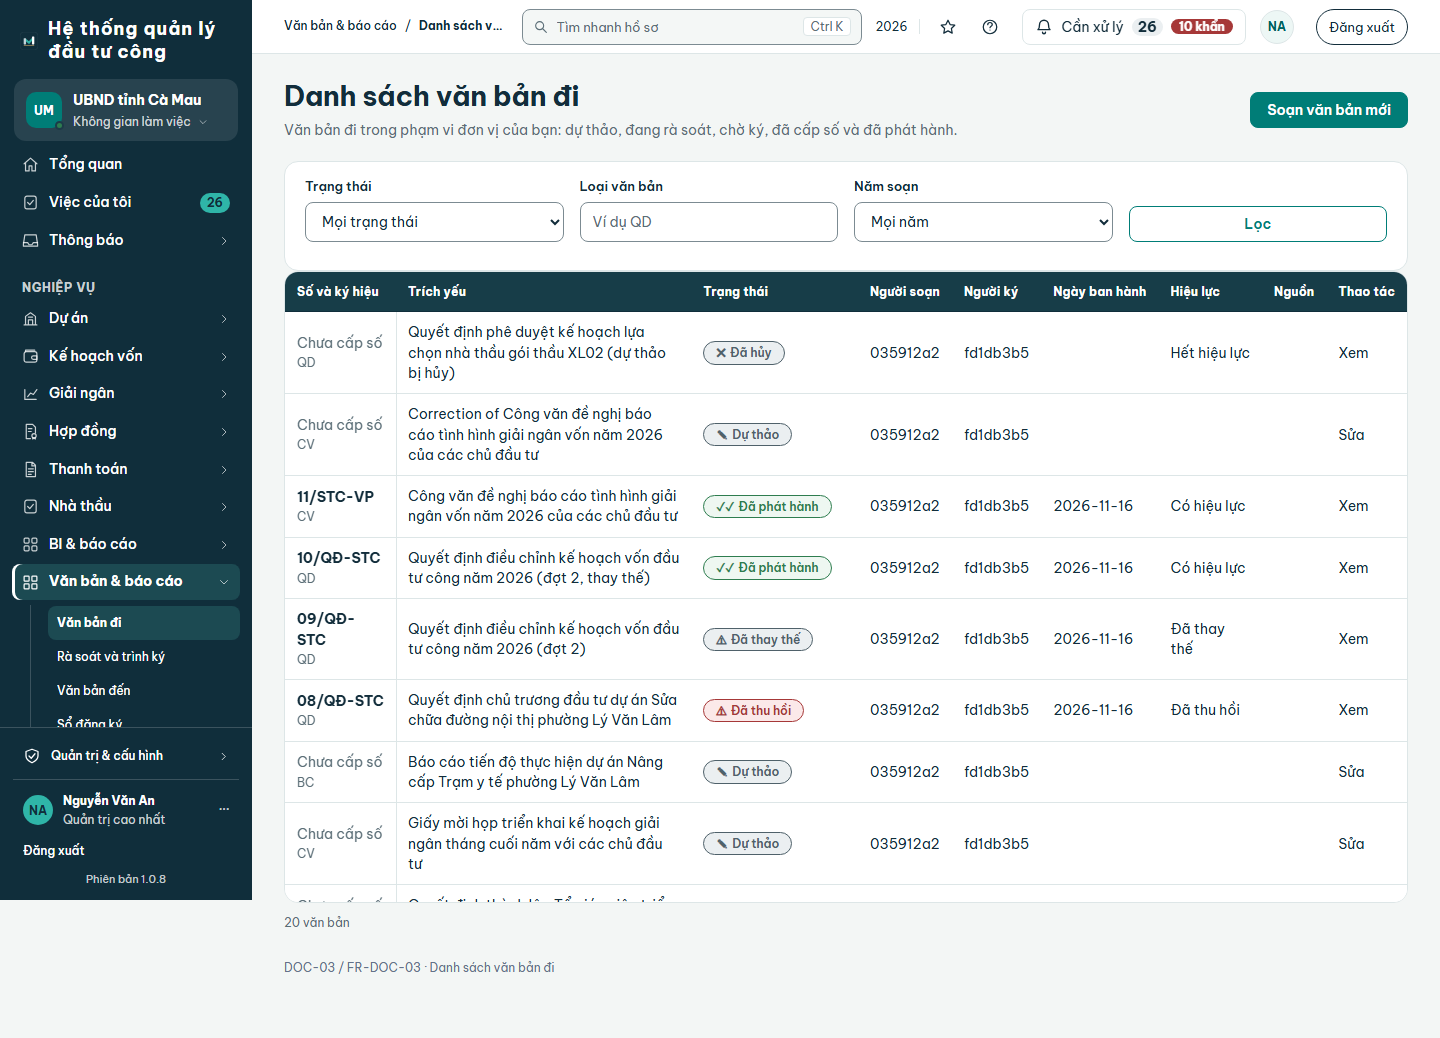 Hệ thống quản lý
đầu tư công
UM
UBND tỉnh Cà Mau
Không gian làm việc
Tổng quan
Việc của tôi
26
Thông báo
NGHIỆP VỤ
Dự án
Kế hoạch vốn
Giải ngân
Hợp đồng
Thanh toán
Nhà thầu
BI & báo cáo
Văn bản & báo cáo
Văn bản đi
Rà soát và trình ký
Văn bản đến
Sổ đăng ký
Quản trị & cấu hình
NA
Nguyễn Văn An
Quản trị cao nhất
...
Đăng xuất
Phiên bản 1.0.8
Văn bản & báo cáo / Danh sách v...
Tìm nhanh hồ sơ
Ctrl K
2026
Cần xử lý 26 10 khẩn
NA
Đăng xuất
Danh sách văn bản đi
Văn bản đi trong phạm vi đơn vị của bạn: dự thảo, đang rà soát, chờ ký, đã cấp số và đã phát hành.
Soạn văn bản mới
Trạng thái
Loại văn bản
Năm soạn
Mọi trạng thái
Ví dụ QD
Mọi năm
Lọc
Số và ký hiệu Trích yếu Trạng thái Người soạn Người ký Ngày ban hành Hiệu lực Nguồn Thao tác
Chưa cấp số
QD
Quyết định phê duyệt kế hoạch lựa
chọn nhà thầu gói thầu XL02 (dự thảo
bị hủy)
Đã hủy
035912a2
fd1db3b5
Hết hiệu lực
Xem
Chưa cấp số
CV
Correction of Công văn đề nghị báo
cáo tình hình giải ngân vốn năm 2026
của các chủ đầu tư
Dự thảo
035912a2
fd1db3b5
Sửa
11/STC-VP
CV
Công văn đề nghị báo cáo tình hình giải
ngân vốn năm 2026 của các chủ đầu tư
Đã phát hành
035912a2
fd1db3b5
2026-11-16
Có hiệu lực
Xem
10/QĐ-STC
QD
Quyết định điều chỉnh kế hoạch vốn đầu
tư công năm 2026 (đợt 2, thay thế)
Đã phát hành
035912a2
fd1db3b5
2026-11-16
Có hiệu lực
Xem
09/QĐ-
STC
QD
Quyết định điều chỉnh kế hoạch vốn đầu
tư công năm 2026 (đợt 2)
Đã thay thế
035912a2
fd1db3b5
2026-11-16
Đã thay
thế
Xem
08/QĐ-STC
QD
Quyết định chủ trương đầu tư dự án Sửa
chữa đường nội thị phường Lý Văn Lâm
Đã thu hồi
035912a2
fd1db3b5
2026-11-16
Đã thu hồi
Xem
Chưa cấp số
BC
Báo cáo tiến độ thực hiện dự án Nâng
cấp Trạm y tế phường Lý Văn Lâm
Dự thảo
035912a2
fd1db3b5
Sửa
Chưa cấp số
CV
Giấy mời họp triển khai kế hoạch giải
ngân tháng cuối năm với các chủ đầu
tư
Dự thảo
035912a2
fd1db3b5
Sửa
20 văn bản
DOC-03 / FR-DOC-03 · Danh sách văn bản đi